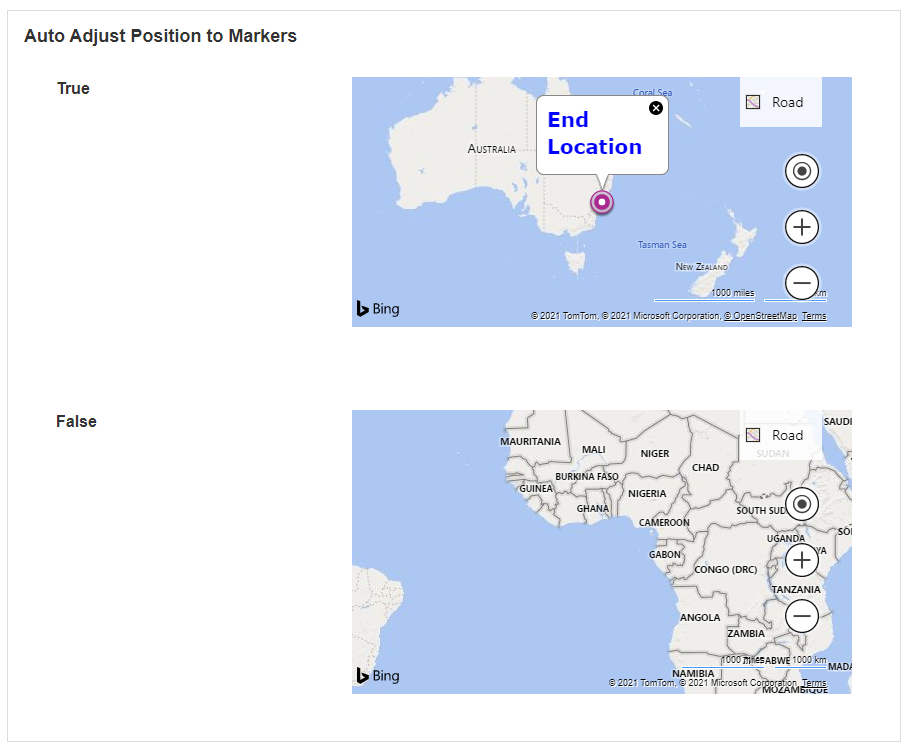 Auto Adjust Position to Markers
True
Coral Sea
Road
End
Location
AUSTRALIA
Tasman Sea
NEW ZEALAND
1000 miles
km
Bing
© 2021 TomTom, © 2021 Microsoft Corporation, © OpenStreetMap Terms
False
SAUDI
Road
MAURITANIA
MALI
NIGER
SUDAN
CHAD
BURKINA FASO
GUINEA
NIGERIA
GHANA
SOUTH SUD
CAMEROON
UGANDA
GABON
YA
CONGO (DRC)
TANZANIA
ANGOLA
ZAMBIA
1000 miles
1000 km
MADA
NAMIBIA
Bing
© 2021 TomTom, © 2021 Microsoft Corporation, Terms
MOZAMBIQUE